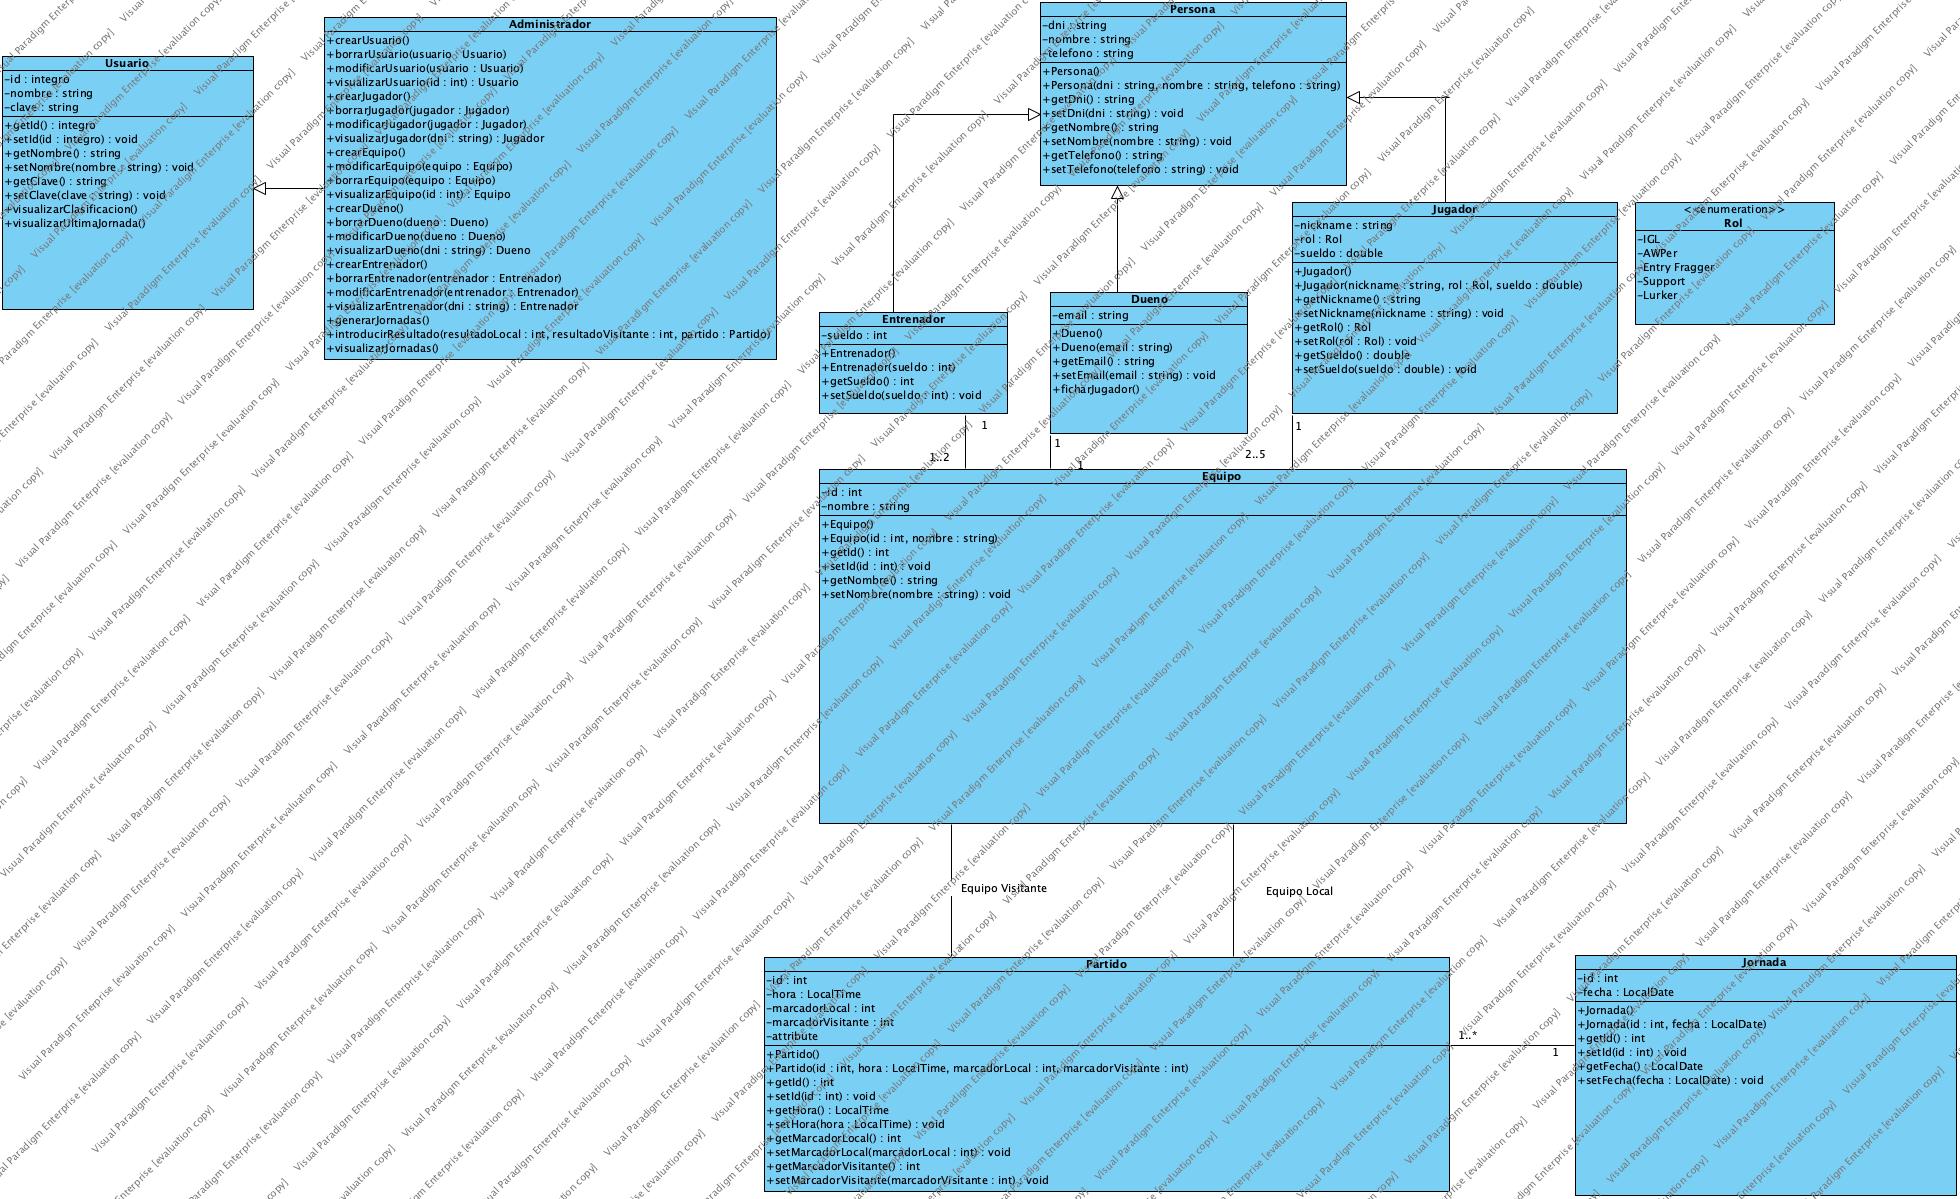 Usuario
-id : integro
-nombre : string
-clave : string
+getId() : integro
+setId(id : integro) : void
+getNombre() : string
+setNombre(nombre : string) : void
+getClave() : string
+setClave(clave : string) : void
+visualizarClasificacion()
+visualizarUltimaJornada()
Administrador
+crearUsuario()
+borrarUsuario(usuario : Usuario)
+modificarUsuario(usuario : Usuario)
+visualizarUsuario(id : int) : Usuario
+crearJugador()
+borrarJugador(jugador : Jugador)
+modificarJugador(jugador : Jugador)
+visualizarJugador(dni : string) : Jugador
+crearEquipo()
+modificarEquipo(equipo : Equipo)
+borrarEquipo(equipo : Equipo)
+visualizarEquipo(id : int) : Equipo
+crearDueno()
+borrarDueno(dueno : Dueno)
+modificarDueno(dueno : Dueno)
+visualizarDueno(dni : string) : Dueno
+crearEntrenador()
+borrarEntrenador(entrenador : Entrenador)
+modificarEntrenador(entrenador : Entrenador)
+visualizarEntrenador(dni : string) : Entrenador
+generarJornadas()
+introducirResultado(resultadoLocal : int, resultadoVisitante : int, partido : Partido)
+visualizarJornadas()
Persona
-dni : string
-nombre : string
-telefono : string
+Persona()
+Persona(dni : string, nombre : string, telefono : string)
+getDni() : string
+setDni(dni : string) : void
+getNombre() : string
+setNombre(nombre : string) : void
+getTelefono() : string
+setTelefono(telefono : string) : void
Entrenador
-sueldo : int
+Entrenador()
+Entrenador(sueldo : int)
+getSueldo() : int
+setSueldo(sueldo : int) : void
Dueno
-email : string
+Dueno()
+Dueno(email : string)
+getEmail() : string
+setEmail(email : string) : void
+ficharJugador()
Jugador
-nickname : string
-rol : Rol
-sueldo : double
+Jugador()
+Jugador(nickname : string, rol : Rol, sueldo : double)
+getNickname() : string
+setNickname(nickname : string) : void
+getRol() : Rol
+setRol(rol : Rol) : void
+getSueldo() : double
+setSueldo(sueldo : double) : void
<<enumeration>>
Rol
-IGL
-AWPer
-Entry Fragger
-Support
-Lurker
1
1..2
1
1
2..5
1
Equipo
-id : int
-nombre : string
+Equipo()
+Equipo(id : int, nombre : string)
+getId() : int
+setId(id : int) : void
+getNombre() : string
+setNombre(nombre : string) : void
Equipo Visitante
Equipo Local
Partido
-id : int
-hora : LocalTime
-marcadorLocal : int
-marcadorVisitante : int
-attribute
+Partido()
+Partido(id : int, hora : LocalTime, marcadorLocal : int, marcadorVisitante : int)
+getId() : int
+setId(id : int) : void
+getHora() : LocalTime
+setHora(hora : LocalTime) : void
+getMarcadorLocal() : int
+setMarcadorLocal(marcadorLocal : int) : void
+getMarcadorVisitante() : int
+setMarcadorVisitante(marcadorVisitante : int) : void
1..*
1
Jornada
-id : int
-fecha : LocalDate
+Jornada()
+Jornada(id : int, fecha : LocalDate)
+getId() : int
+setId(id : int) : void
+getFecha() : LocalDate
+setFecha(fecha : LocalDate) : void
Visual Paradigm Enterprise [evaluation copy]